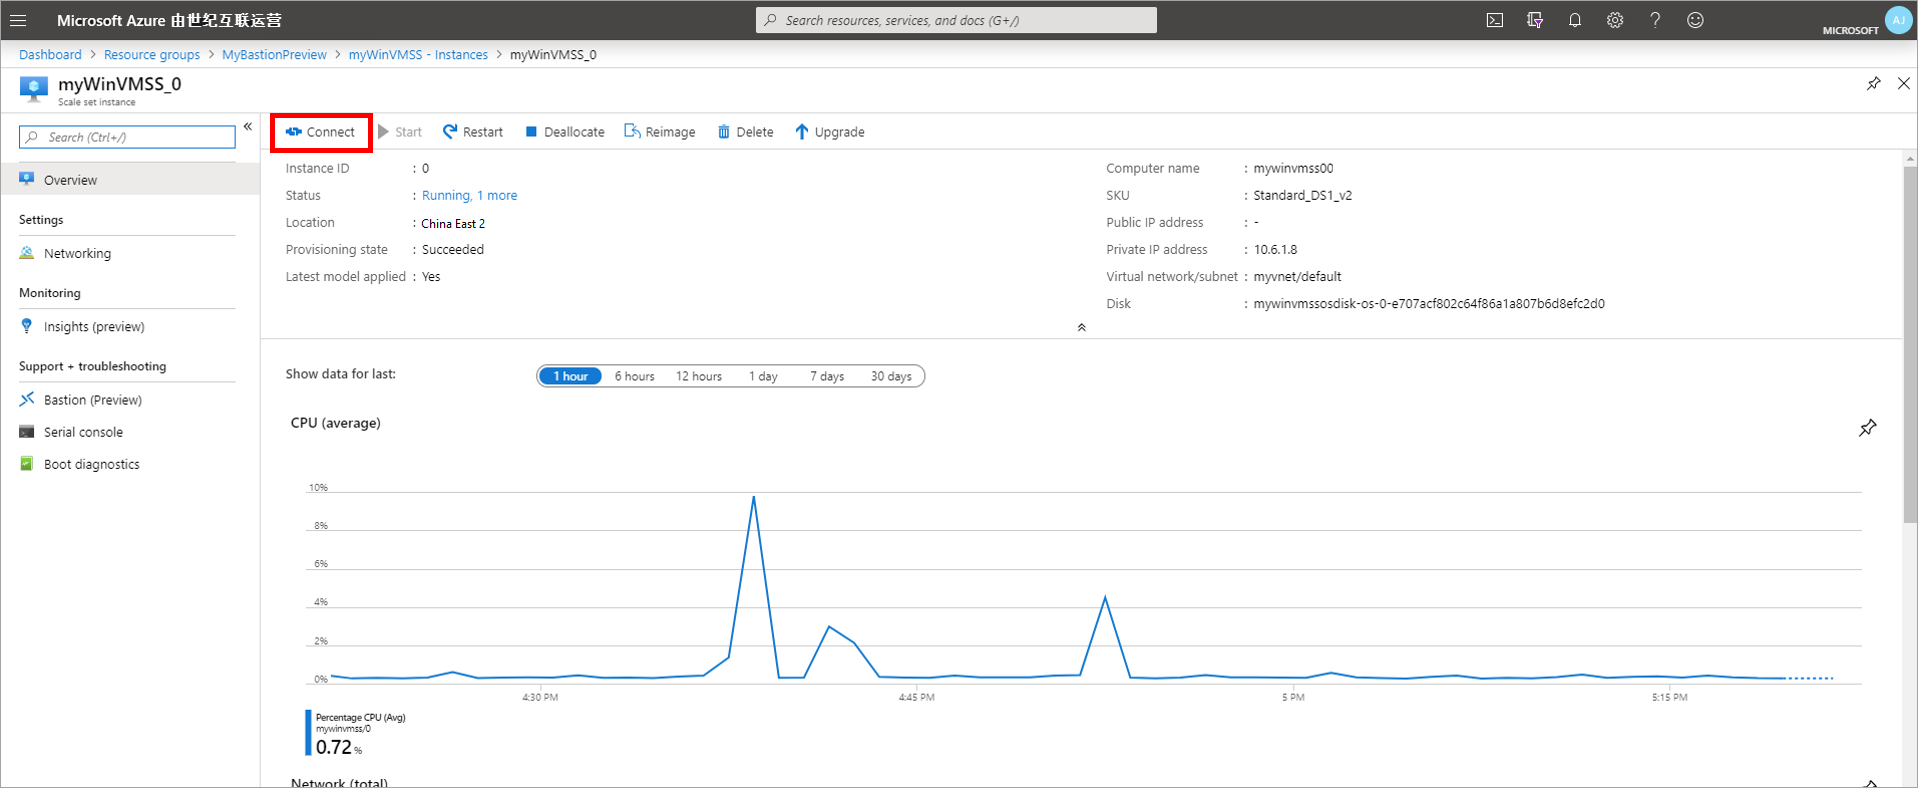 Microsoft Azure 由世纪互联运营
Search resources, services, and docs (G+/)
MICROSOFT
AJ
Dashboard > Resource groups > MyBastionPreview > myWinVMSS - Instances > myWinVMSS_0
myWinVMSS_0
Scale set instance
Search (Ctrl+/)
«
Overview
Settings
Networking
Monitoring
Insights (preview)
Support + troubleshooting
Bastion (Preview)
Serial console
Boot diagnostics
Connect Start Restart Deallocate Reimage Delete Upgrade
Instance ID : 0
Status : Running, 1 more
Location : China East 2
Provisioning state : Succeeded
Latest model applied : Yes
Computer name : mywinvmss00
SKU : Standard_DS1_v2
Public IP address : -
Private IP address : 10.6.1.8
Virtual network/subnet : myvnet/default
Disk : mywinvmssosdisk-os-0-e707acf802c64f86a1a807b6d8efc2d0
Show data for last: 1 hour 6 hours 12 hours 1 day 7 days 30 days
CPU (average)
10%
8%
6%
4%
2%
0%
4:30 PM 4:45 PM 5 PM 5:15 PM
Percentage CPU (Avg)
mywinvmss/0
0.72 %
Network (total)